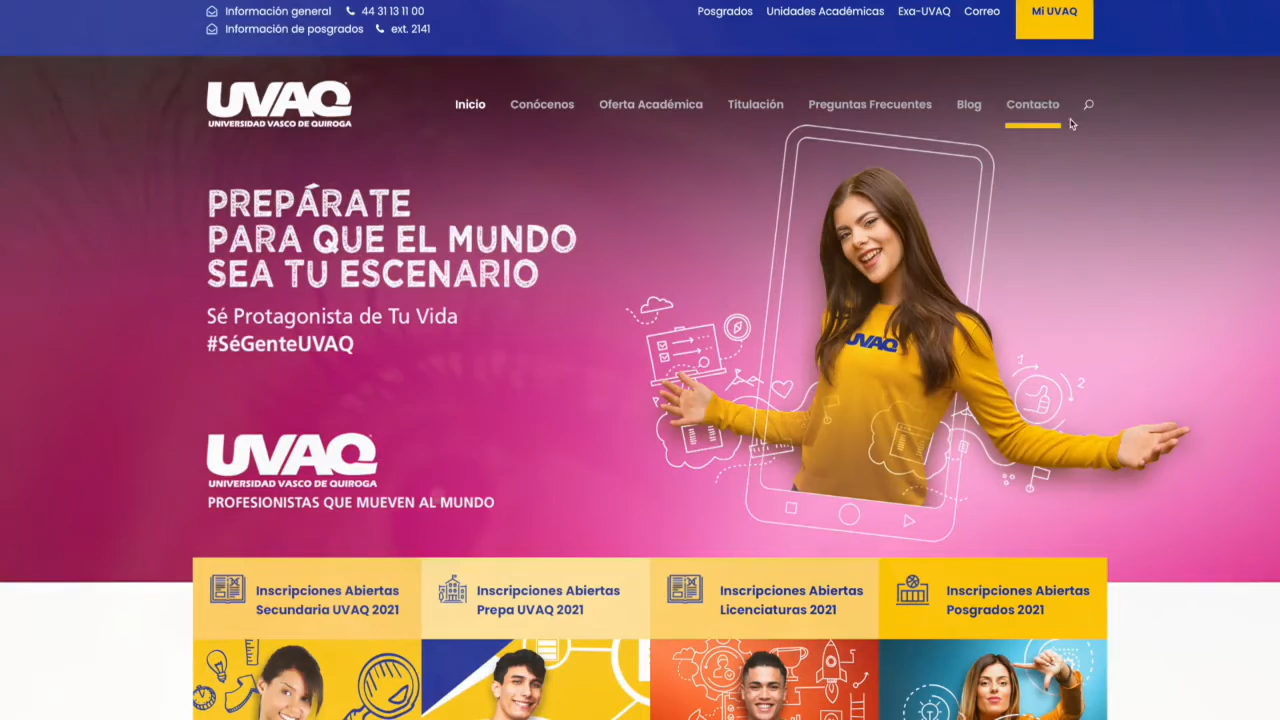 Información general 44 31 13 11 00
Información de posgrados ext. 2141
Posgrados Unidades Académicas Exa-UVAQ Correo Mi UVAQ
UVAQ
UNIVERSIDAD VASCO DE QUIROGA
Inicio Conócenos Oferta Académica Titulación Preguntas Frecuentes Blog Contacto
PREPÁRATE
PARA QUE EL MUNDO
SEA TU ESCENARIO
Sé Protagonista de Tu Vida
#SéGenteUVAQ
UVAQ
1
2
UVAQ
UNIVERSIDAD VASCO DE QUIROGA
PROFESIONISTAS QUE MUEVEN AL MUNDO
Inscripciones Abiertas
Secundaria UVAQ 2021
Inscripciones Abiertas
Prepa UVAQ 2021
Inscripciones Abiertas
Licenciaturas 2021
Inscripciones Abiertas
Posgrados 2021